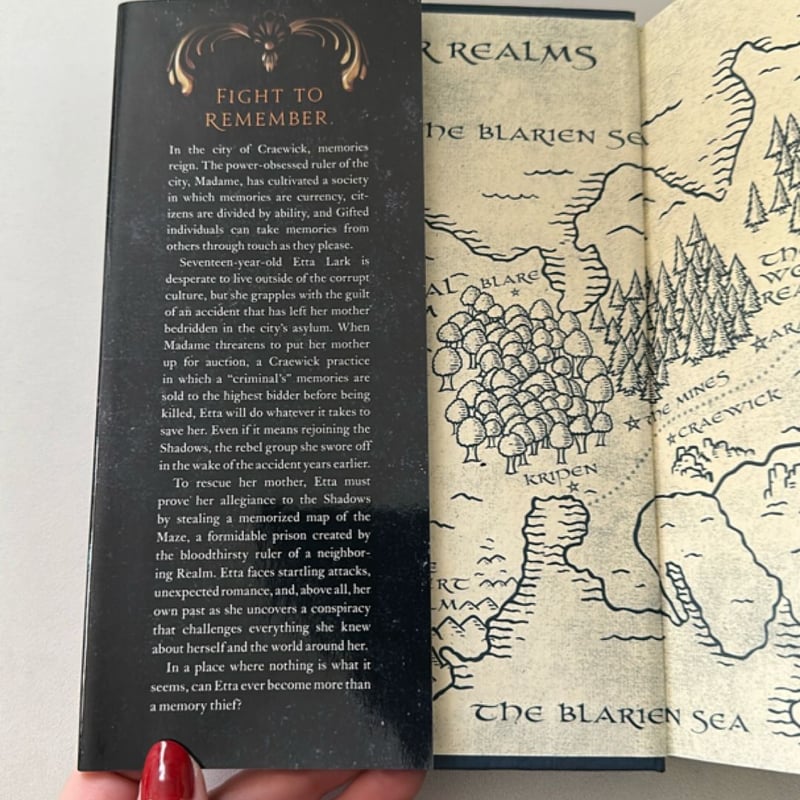 FIGHT TO
REMEMBER.
In the city of Craewick, memories
reign. The power-obsessed ruler of the
city, Madame, has cultivated a society
in which memories are currency, cit-
izens are divided by ability, and Gifted
individuals can take memories from
others through touch as they please.
Seventeen-year-old Etta Lark is
desperate to live outside of the corrupt
culture, but she grapples with the guilt
of an accident that has left her mother
bedridden in the city's asylum. When
Madame threatens to put her mother
up for auction, a Craewick practice
in which a "criminal's" memories are
sold to the highest bidder before being
killed, Etta will do whatever it takes to
save her. Even if it means rejoining the
Shadows, the rebel group she swore off
in the wake of the accident years earlier.
To rescue her mother, Etta must
prove her allegiance to the Shadows
by stealing a memorized map of the
Maze, a formidable prison created by
the bloodthirsty ruler of a neighbor-
ing Realm. Etta faces startling attacks,
unexpected romance, and, above all, her
own past as she uncovers a conspiracy
that challenges everything she knew
about herself and the world around her.
In a place where nothing is what it
seems, can Etta ever become more than
a memory thief?
R REALMS
HE BLARIEN SEA
BLARE
THE MINES
CRAEWICK
KRIPEN
THE BLARIEN SEA